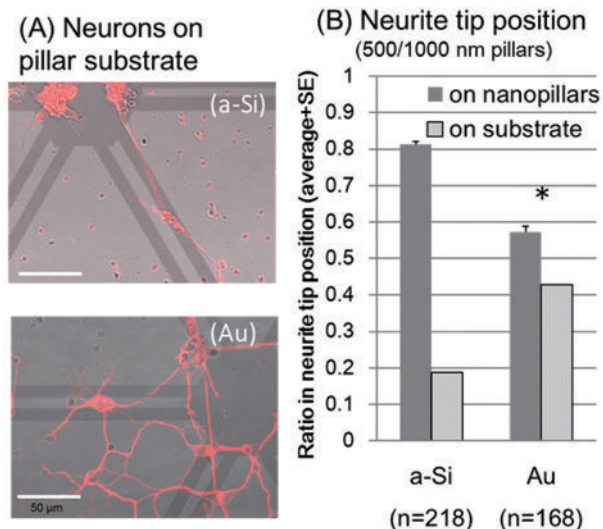 (A) Neurons on
pillar substrate
(a-Si)
(Au)
50 µm
(B) Neurite tip position
(500/1000 nm pillars)
Ratio in neurite tip position (average+SE)
1
0.9
0.8
0.7
0.6
0.5
0.4
0.3
0.2
0.1
0
on nanopillars
on substrate
*
a-Si
Au
(n=218)
(n=168)